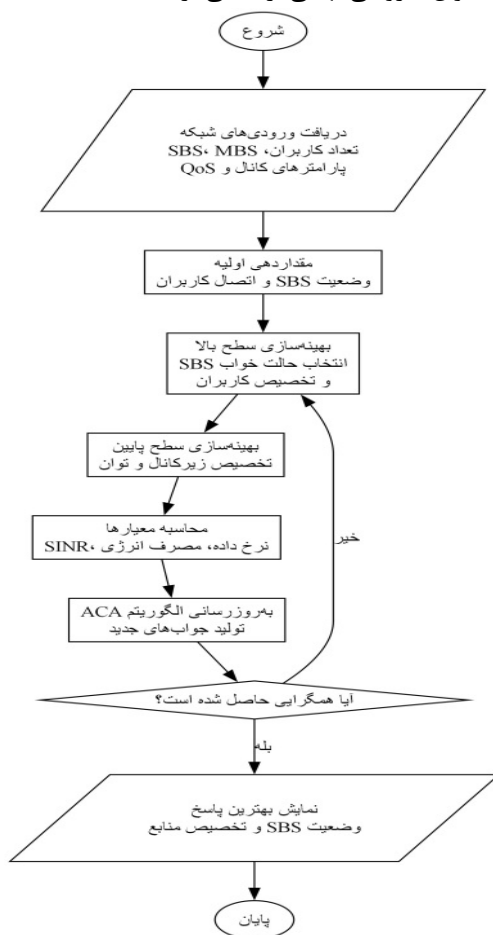 شروع
دریافت ورودی‌های شبکه
تعداد کاربران، SBS، MBS
پارامترهای کانال و QoS
مقداردهی اولیه
وضعیت SBS و اتصال کاربران
بهینه‌سازی سطح بالا
انتخاب حالت خواب SBS
و تخصیص کاربران
بهینه‌سازی سطح پایین
تخصیص زیرکانال و توان
محاسبه معیارها
نرخ داده، مصرف انرژی، SINR
به‌روزرسانی الگوریتم ACA
تولید جواب‌های جدید
خیر
آیا همگرایی حاصل شده است؟
بله
نمایش بهترین پاسخ
وضعیت SBS و تخصیص منابع
پایان